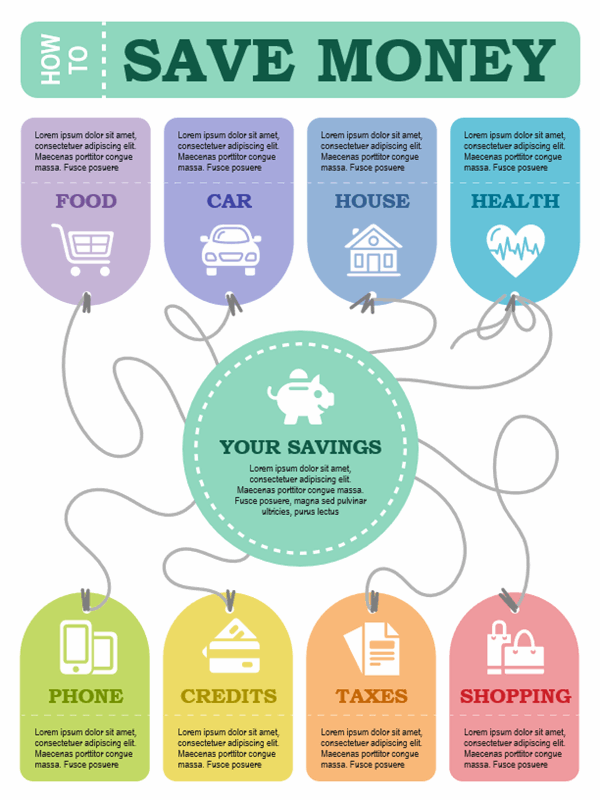 HOW
TO
SAVE MONEY
Lorem ipsum dolor sit amet,
consectetuer adipiscing elit.
Maecenas porttitor congue
massa. Fusce posuere
FOOD
Lorem ipsum dolor sit amet,
consectetuer adipiscing elit.
Maecenas porttitor congue
massa. Fusce posuere
CAR
Lorem ipsum dolor sit amet,
consectetuer adipiscing elit.
Maecenas porttitor congue
massa. Fusce posuere
HOUSE
Lorem ipsum dolor sit amet,
consectetuer adipiscing elit.
Maecenas porttitor congue
massa. Fusce posuere
HEALTH
YOUR SAVINGS
Lorem ipsum dolor sit amet,
consectetuer adipiscing elit.
Maecenas porttitor congue massa.
Fusce posuere, magna sed pulvinar
ultricies, purus lectus
PHONE
Lorem ipsum dolor sit amet,
consectetuer adipiscing elit.
Maecenas porttitor congue
massa. Fusce posuere
CREDITS
Lorem ipsum dolor sit amet,
consectetuer adipiscing elit.
Maecenas porttitor congue
massa. Fusce posuere
TAXES
Lorem ipsum dolor sit amet,
consectetuer adipiscing elit.
Maecenas porttitor congue
massa. Fusce posuere
SHOPPING
Lorem ipsum dolor sit amet,
consectetuer adipiscing elit.
Maecenas porttitor congue
massa. Fusce posuere